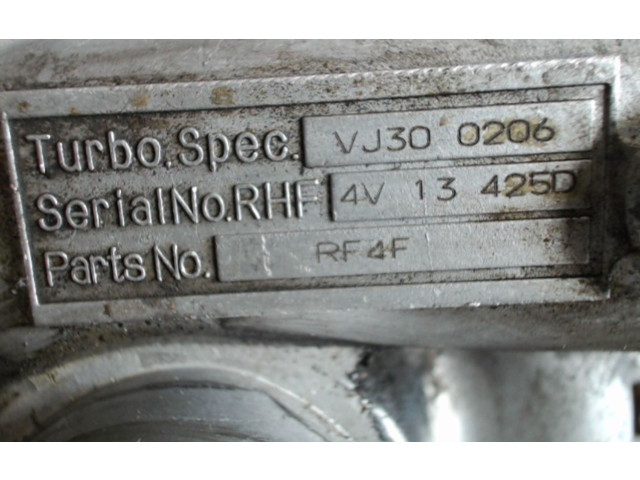 Turbo.Spec. VJ30 0206
SerialNo.RHF 4V 13 425D
Parts No. RF4F